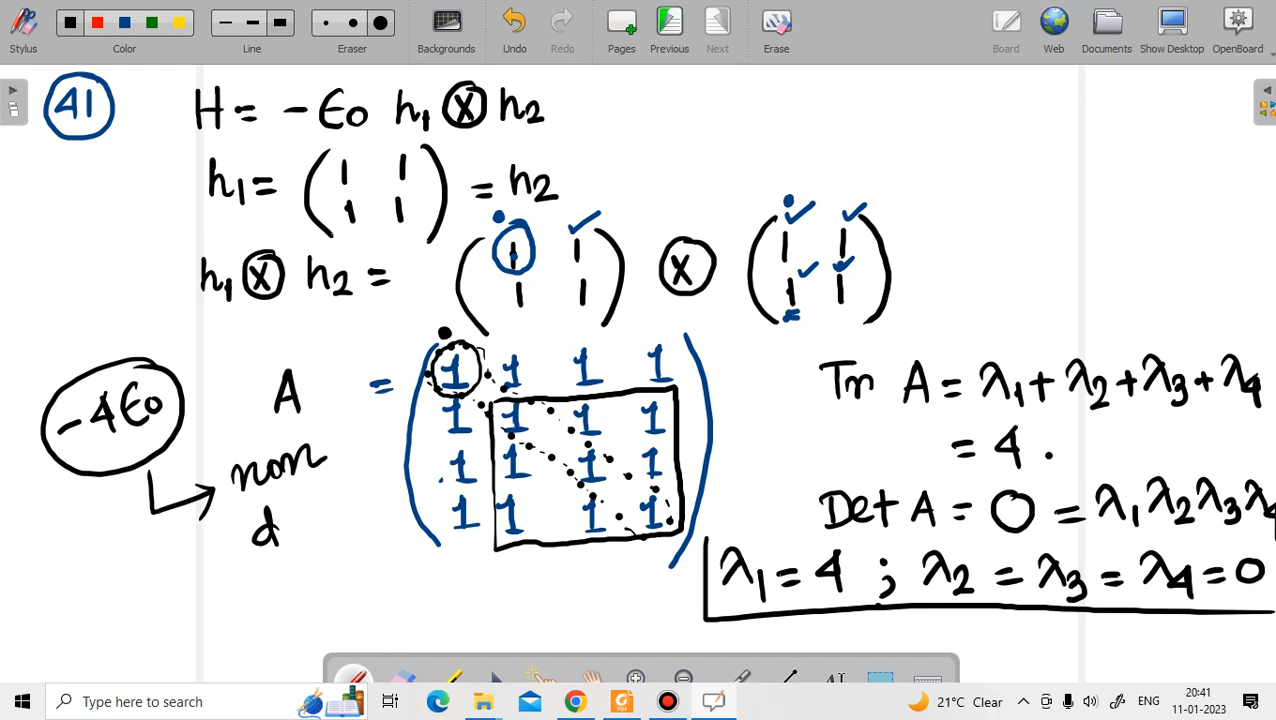 Stylus Color Line Eraser Backgrounds Undo Redo Pages Previous Next Erase Board Web Documents Show Desktop OpenBoard
41 H = - ϵ0 h1 ⊗ h2
h1 = ( 1 1 ; 1 1 ) = h2
h1 ⊗ h2 = ( 1 1 ; 1 1 ) ⊗ ( 1 1 ; 1 1 )
A = ( 1 1 1 1
1 1 1 1
1 1 1 1
1 1 1 1 )
-4ϵ0
non
d
Tr A = λ1 + λ2 + λ3 + λ4
= 4 .
Det A = 0 = λ1 λ2 λ3 λ4
λ1 = 4 ; λ2 = λ3 = λ4 = 0
Type here to search
21°C Clear
20:41
11-01-2023